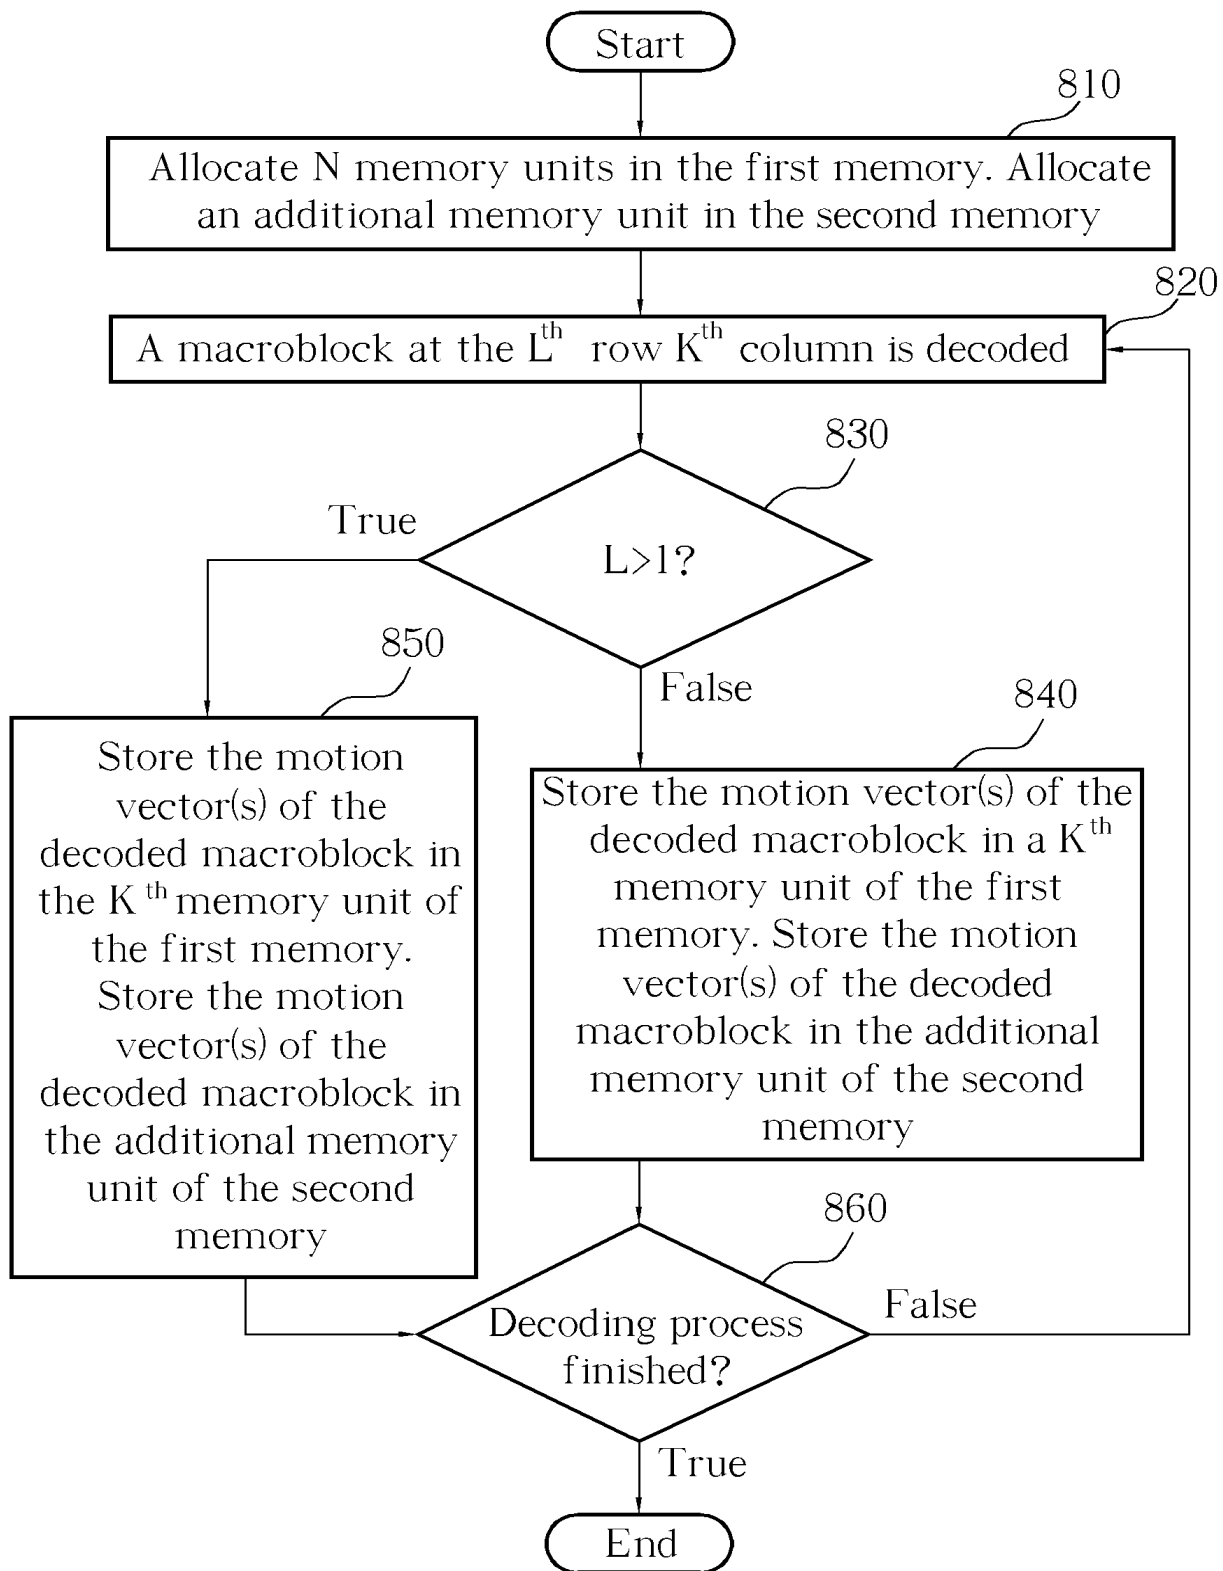 Start
810
Allocate N memory units in the first memory. Allocate
an additional memory unit in the second memory
820
A macroblock at the Lth row Kth column is decoded
830
True
L>1?
False
850
Store the motion
vector(s) of the
decoded macroblock in
the Kth memory unit of
the first memory.
Store the motion
vector(s) of the
decoded macroblock in
the additional memory
unit of the second
memory
840
Store the motion vector(s) of the
decoded macroblock in a Kth
memory unit of the first
memory. Store the motion
vector(s) of the decoded
macroblock in the additional
memory unit of the second
memory
860
Decoding process
finished?
False
True
End